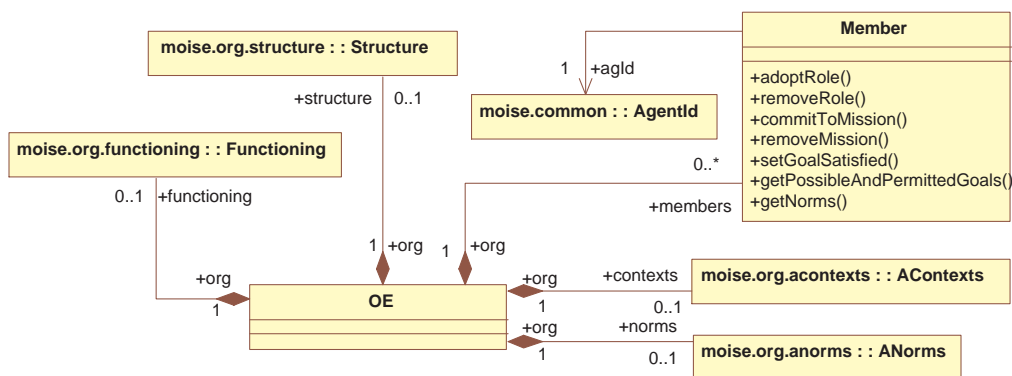 moise.org.structure : : Structure
Member
1 +agId
+adoptRole()
+removeRole()
+commitToMission()
+removeMission()
+setGoalSatisfied()
+getPossibleAndPermittedGoals()
+getNorms()
+structure 0..1
moise.common : : AgentId
moise.org.functioning : : Functioning
0..1 +functioning
0..*
+members
1 +org
1 +org
+org
1
OE
+org
1
+contexts
0..1
moise.org.acontexts : : AContexts
+org
1
+norms
0..1
moise.org.anorms : : ANorms